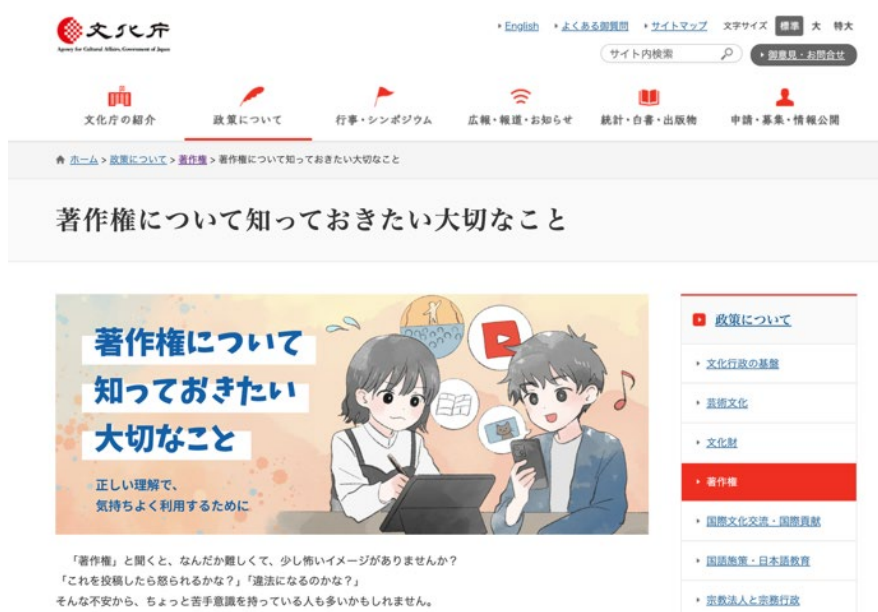 文化庁
Agency for Cultural Affairs, Government of Japan
English よくある御質問 サイトマップ 文字サイズ 標準 大 特大
サイト内検索 御意見・お問合せ
文化庁の紹介 政策について 行事・シンポジウム 広報・報道・お知らせ 統計・白書・出版物 申請・募集・情報公開
ホーム > 政策について > 著作権 > 著作権について知っておきたい大切なこと
著作権について知っておきたい大切なこと
著作権について
知っておきたい
大切なこと
正しい理解で、
気持ちよく利用するために
「著作権」と聞くと、なんだか難しくて、少し怖いイメージがありませんか？
「これを投稿したら怒られるかな？」「違法になるのかな？」
そんな不安から、ちょっと苦手意識を持っている人も多いかもしれません。
政策について
文化行政の基盤
芸術文化
文化財
著作権
国際文化交流・国際貢献
国語施策・日本語教育
宗教法人と宗務行政